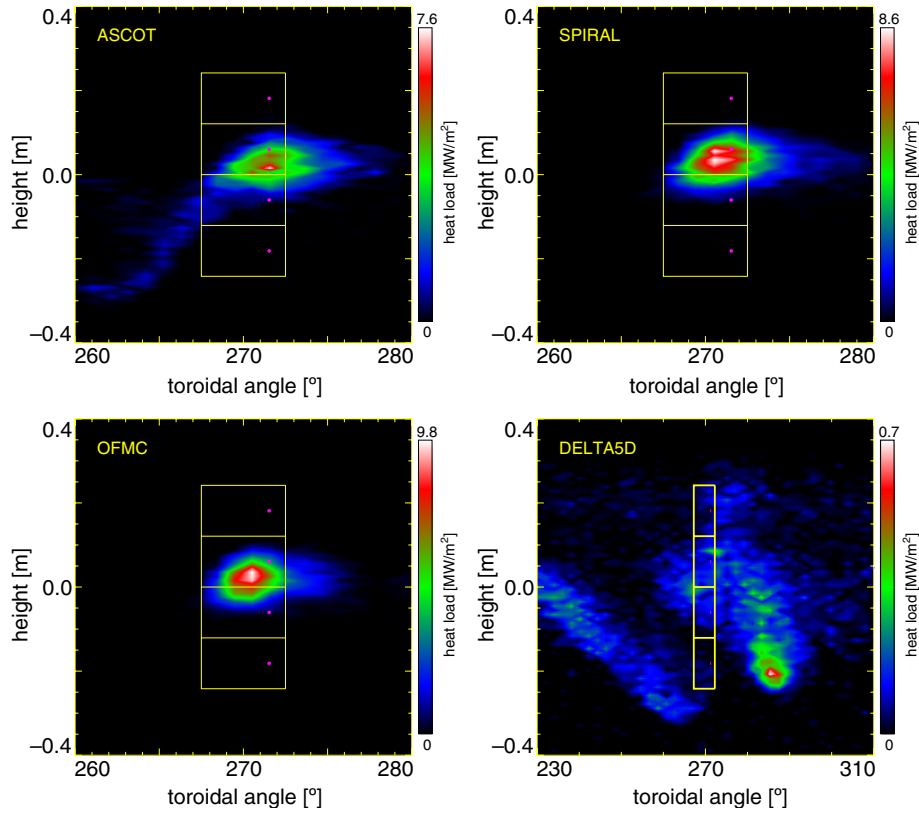 0.4
ASCOT
7.6
height [m]
0.0
heat load [MW/m²]
–0.4
0
260
270
280
toroidal angle [º]
0.4
SPIRAL
8.6
height [m]
0.0
heat load [MW/m²]
–0.4
0
260
270
280
toroidal angle [º]
0.4
OFMC
9.8
height [m]
0.0
heat load [MW/m²]
–0.4
0
260
270
280
toroidal angle [º]
0.4
DELTA5D
0.7
height [m]
0.0
heat load [MW/m²]
–0.4
0
230
270
310
toroidal angle [º]